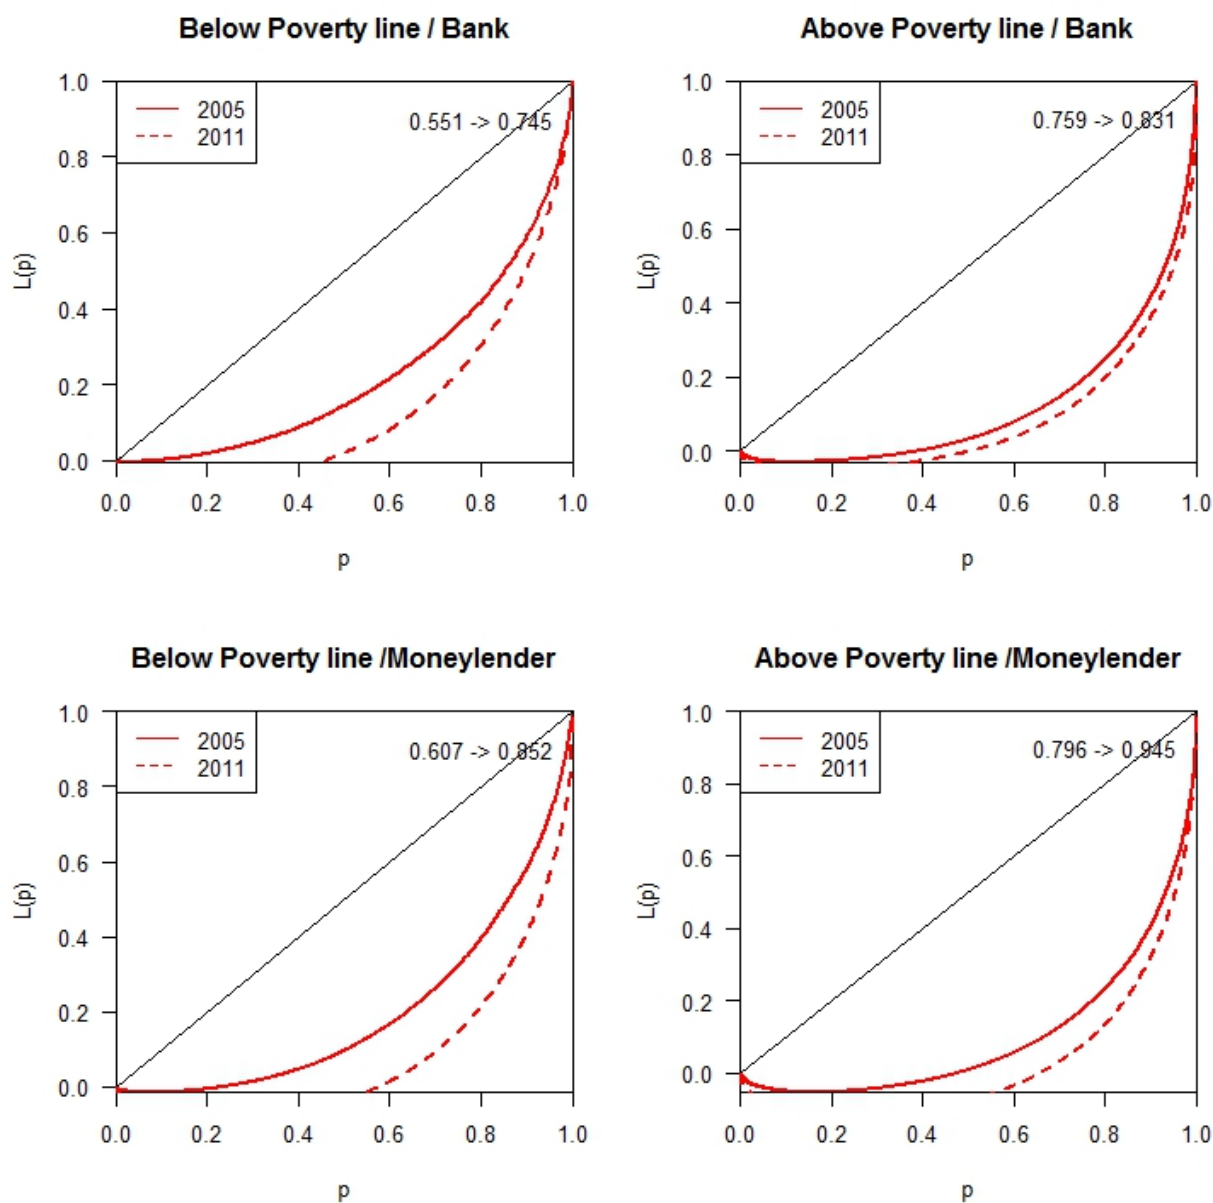 Below Poverty line / Bank
2005
2011
0.551 -> 0.745
1.0
0.8
0.6
0.4
0.2
0.0
L(p)
0.0 0.2 0.4 0.6 0.8 1.0
p
Above Poverty line / Bank
2005
2011
0.759 -> 0.831
1.0
0.8
0.6
0.4
0.2
0.0
L(p)
0.0 0.2 0.4 0.6 0.8 1.0
p
Below Poverty line /Moneylender
2005
2011
0.607 -> 0.852
1.0
0.8
0.6
0.4
0.2
0.0
L(p)
0.0 0.2 0.4 0.6 0.8 1.0
p
Above Poverty line /Moneylender
2005
2011
0.796 -> 0.945
1.0
0.8
0.6
0.4
0.2
0.0
L(p)
0.0 0.2 0.4 0.6 0.8 1.0
p